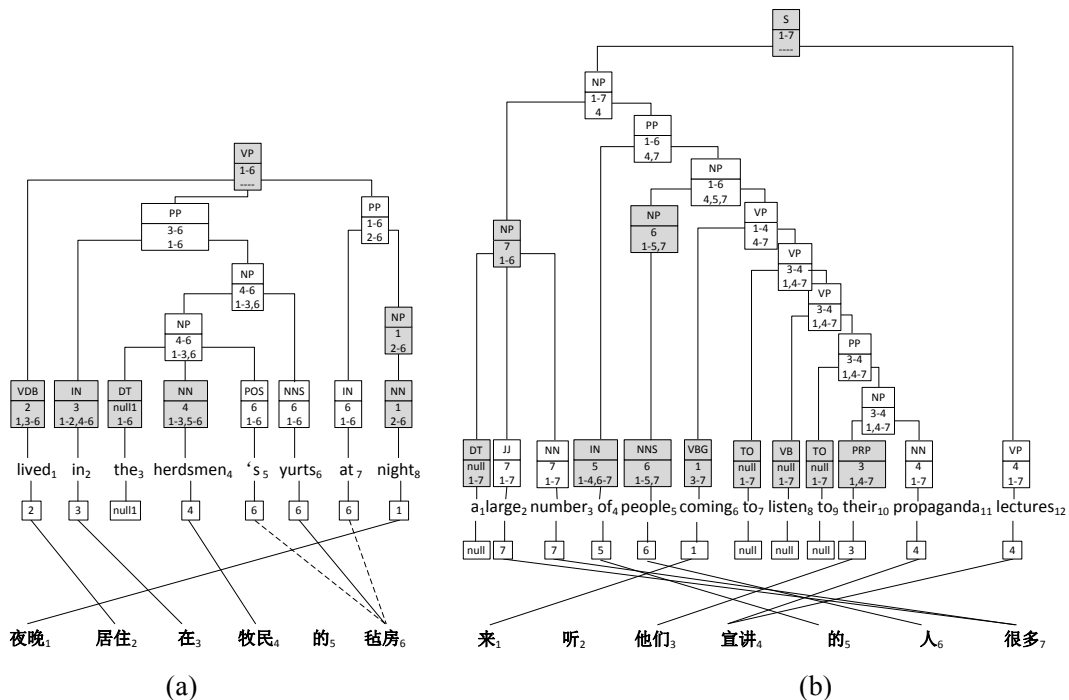 VP
1-6
----
PP
3-6
1-6
PP
1-6
2-6
NP
4-6
1-3,6
NP
4-6
1-3,6
NP
1
2-6
VDB
2
1,3-6
IN
3
1-2,4-6
DT
null1
1-6
NN
4
1-3,5-6
POS
6
1-6
NNS
6
1-6
IN
6
1-6
NN
1
2-6
lived1 in2 the3 herdsmen4 's5 yurts6 at7 night8
2 3 null1 4 6 6 6 1
夜晚1 居住2 在3 牧民4 的5 毡房6
(a)
S
1-7
----
NP
1-7
4
PP
1-6
4,7
NP
1-6
4,5,7
NP
7
1-6
NP
6
1-5,7
VP
1-4
4-7
VP
3-4
1,4-7
VP
3-4
1,4-7
PP
3-4
1,4-7
NP
3-4
1,4-7
DT
null
1-7
JJ
7
1-7
NN
7
1-7
IN
5
1-4,6-7
NNS
6
1-5,7
VBG
1
3-7
TO
null
1-7
VB
null
1-7
TO
null
1-7
PRP
3
1,4-7
NN
4
1-7
VP
4
1-7
a1 large2 number3 of4 people5 coming6 to7 listen8 to9 their10 propaganda11 lectures12
null 7 7 5 6 1 null null null 3 4 4
来1 听2 他们3 宣讲4 的5 人6 很多7
(b)